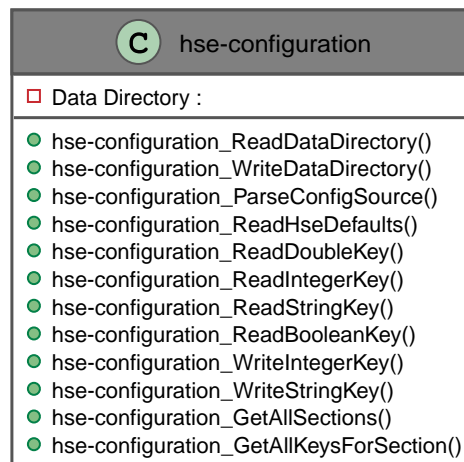 C hse-configuration
Data Directory :
hse-configuration_ReadDataDirectory()
hse-configuration_WriteDataDirectory()
hse-configuration_ParseConfigSource()
hse-configuration_ReadHseDefaults()
hse-configuration_ReadDoubleKey()
hse-configuration_ReadIntegerKey()
hse-configuration_ReadStringKey()
hse-configuration_ReadBooleanKey()
hse-configuration_WriteIntegerKey()
hse-configuration_WriteStringKey()
hse-configuration_GetAllSections()
hse-configuration_GetAllKeysForSection()